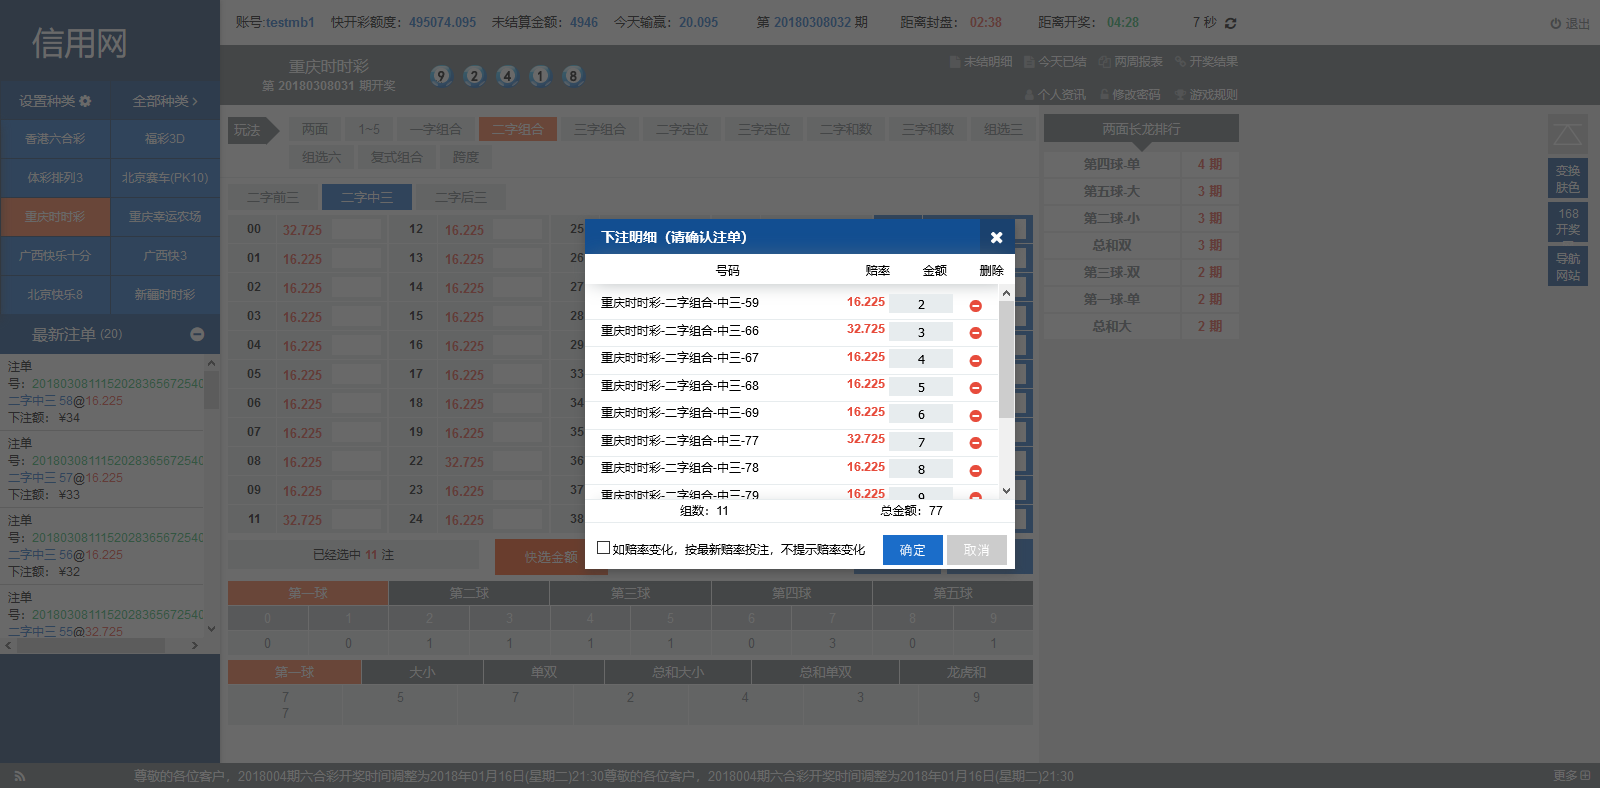 信用网
账号:testmb1 快开彩额度：495074.095 未结算金额：4946 今天输赢：20.095 第 20180308032 期 距离封盘： 02:38 距离开奖： 04:28 7 秒 退出
重庆时时彩
第 20180308031 期开奖
9 2 4 1 8
未结明细 今天已结 两周报表 开奖结果
个人资讯 修改密码 游戏规则
设置种类 全部种类
香港六合彩 福彩3D
体彩排列3 北京赛车(PK10)
重庆时时彩 重庆幸运农场
广西快乐十分 广西快3
北京快乐8 新疆时时彩
最新注单 (20)
注单
号：2018030811152028365672540
二字中三 58@16.225
下注额： ¥34
注单
号：2018030811152028365672540
二字中三 57@16.225
下注额： ¥33
注单
号：2018030811152028365672540
二字中三 56@16.225
下注额： ¥32
注单
号：2018030811152028365672540
二字中三 55@32.725
玩法 两面 1~5 一字组合 二字组合 三字组合 二字定位 三字定位 二字和数 三字和数 组选三
组选六 复式组合 跨度
二字前三 二字中三 二字后三
00 32.725 12 16.225 25
01 16.225 13 16.225 26
02 16.225 14 16.225 27
03 16.225 15 16.225 28
04 16.225 16 16.225 29
05 16.225 17 16.225 33
06 16.225 18 16.225 34
07 16.225 19 16.225 35
08 16.225 22 32.725 36
09 16.225 23 16.225 37
11 32.725 24 16.225 38
已经选中 11 注 快选金额
下注明细（请确认注单）
号码 赔率 金额 删除
重庆时时彩-二字组合-中三-59 16.225 2
重庆时时彩-二字组合-中三-66 32.725 3
重庆时时彩-二字组合-中三-67 16.225 4
重庆时时彩-二字组合-中三-68 16.225 5
重庆时时彩-二字组合-中三-69 16.225 6
重庆时时彩-二字组合-中三-77 32.725 7
重庆时时彩-二字组合-中三-78 16.225 8
重庆时时彩-二字组合-中三-79 16.225 9
组数：11 总金额：77
如赔率变化，按最新赔率投注，不提示赔率变化 确定 取消
第一球 第二球 第三球 第四球 第五球
0 1 2 3 4 5 6 7 8 9
0 0 1 1 1 1 0 3 0 1
第一球 大小 单双 总和大小 总和单双 龙虎和
7 5 7 2 4 3 9
7
两面长龙排行
第四球-单 4 期
第五球-大 3 期
第二球-小 3 期
总和双 3 期
第三球-双 2 期
第一球-单 2 期
总和大 2 期
变换
肤色
168
开奖
导航
网站
尊敬的各位客户，2018004期六合彩开奖时间调整为2018年01月16日(星期二)21:30尊敬的各位客户，2018004期六合彩开奖时间调整为2018年01月16日(星期二)21:30 更多